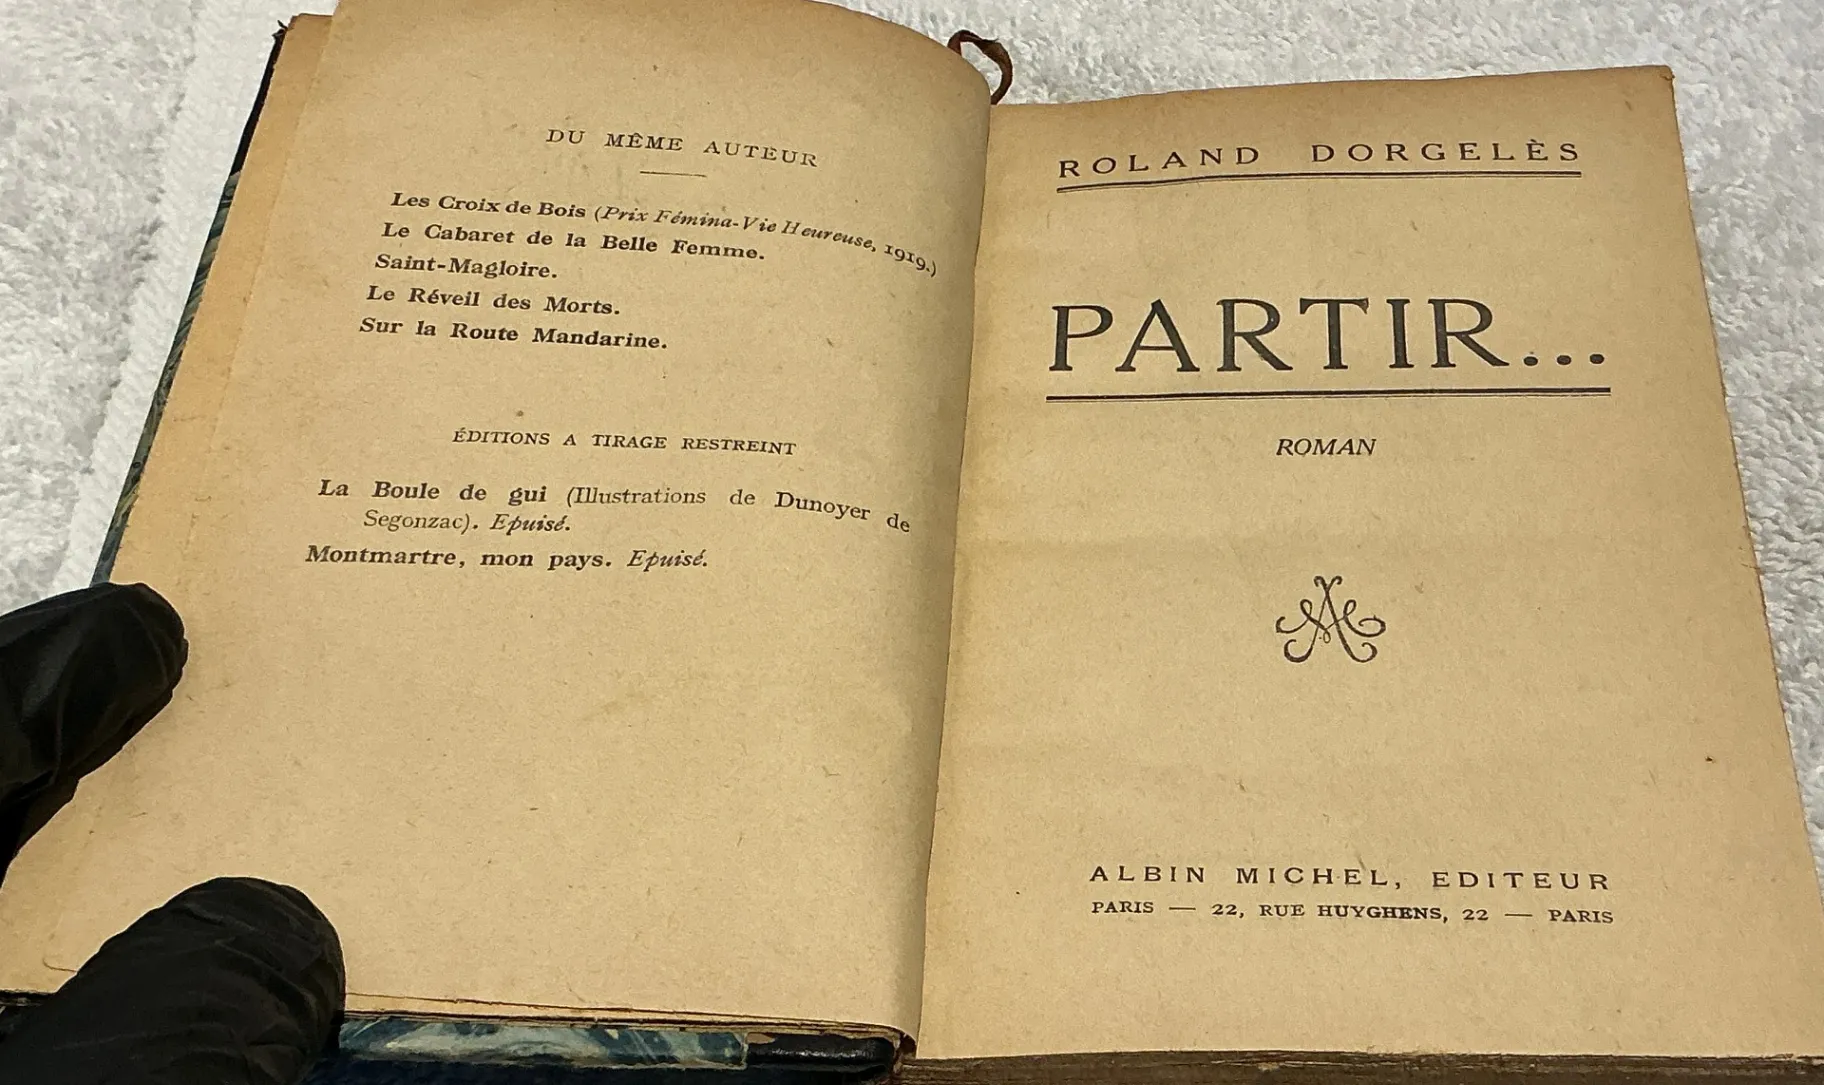 DU MÊME AUTEUR
Les Croix de Bois (Prix Fémina-Vie Heureuse, 1919.)
Le Cabaret de la Belle Femme.
Saint-Magloire.
Le Réveil des Morts.
Sur la Route Mandarine.
ÉDITIONS A TIRAGE RESTREINT
La Boule de gui (Illustrations de Dunoyer de
Segonzac). Epuisé.
Montmartre, mon pays. Epuisé.
ROLAND DORGELÈS
PARTIR...
ROMAN
ALBIN MICHEL, EDITEUR
PARIS — 22, RUE HUYGHENS, 22 — PARIS